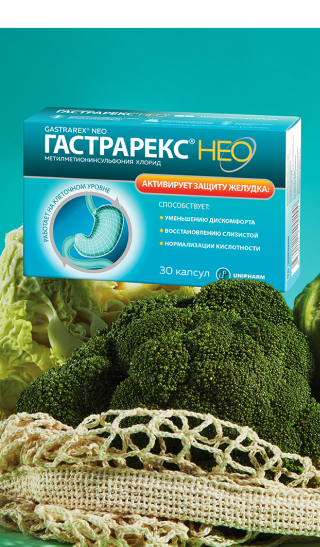 GASTRAREX® NEO
ГАСТРАРЕКС® НЕО
МЕТИЛМЕТИОНИНСУЛЬФОНИЯ ХЛОРИД
АКТИВИРУЕТ ЗАЩИТУ ЖЕЛУДКА:
РАБОТАЕТ НА КЛЕТОЧНОМ УРОВНЕ
СПОСОБСТВУЕТ:
• УМЕНЬШЕНИЮ ДИСКОМФОРТА
• ВОССТАНОВЛЕНИЮ СЛИЗИСТОЙ
• НОРМАЛИЗАЦИИ КИСЛОТНОСТИ
30 капсул
UNIPHARM